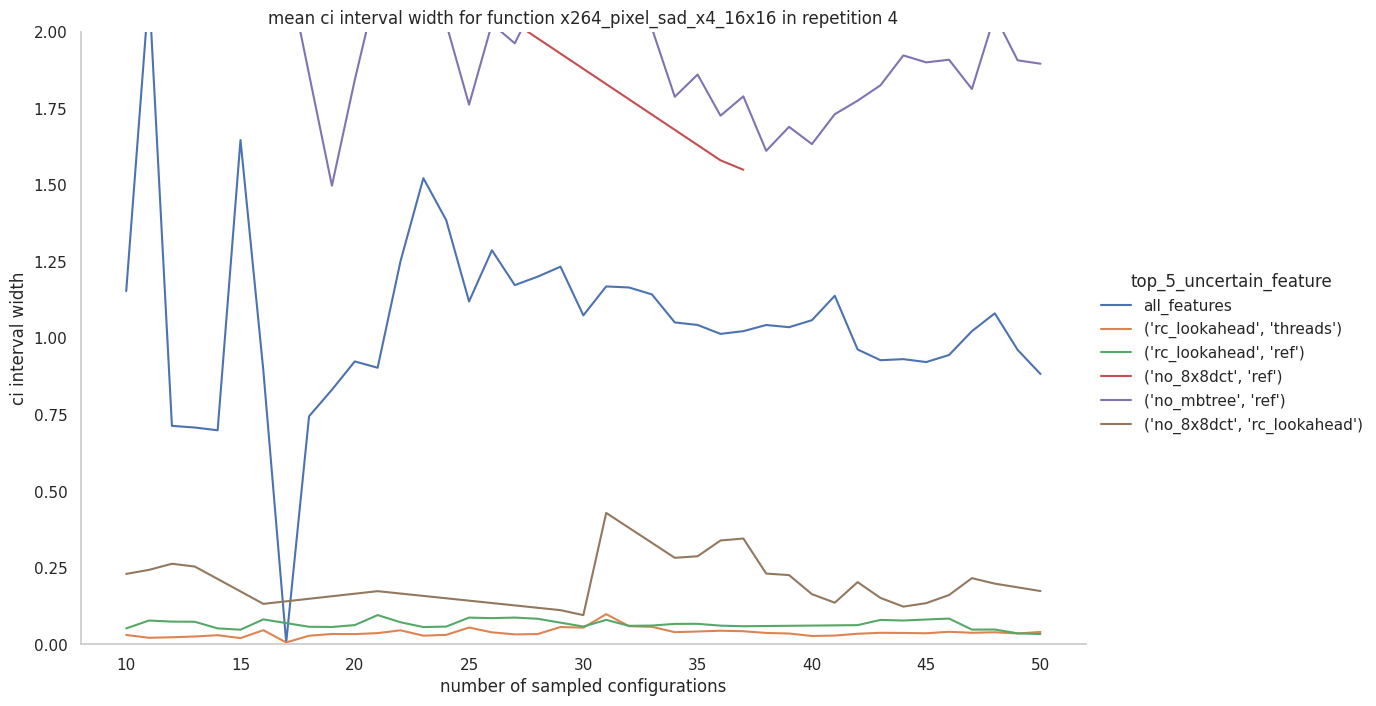 mean ci interval width for function x264_pixel_sad_x4_16x16 in repetition 4
2.00
1.75
1.50
1.25
1.00
0.75
0.50
0.25
0.00
ci interval width
10 15 20 25 30 35 40 45 50
number of sampled configurations
top_5_uncertain_feature
all_features
('rc_lookahead', 'threads')
('rc_lookahead', 'ref')
('no_8x8dct', 'ref')
('no_mbtree', 'ref')
('no_8x8dct', 'rc_lookahead')